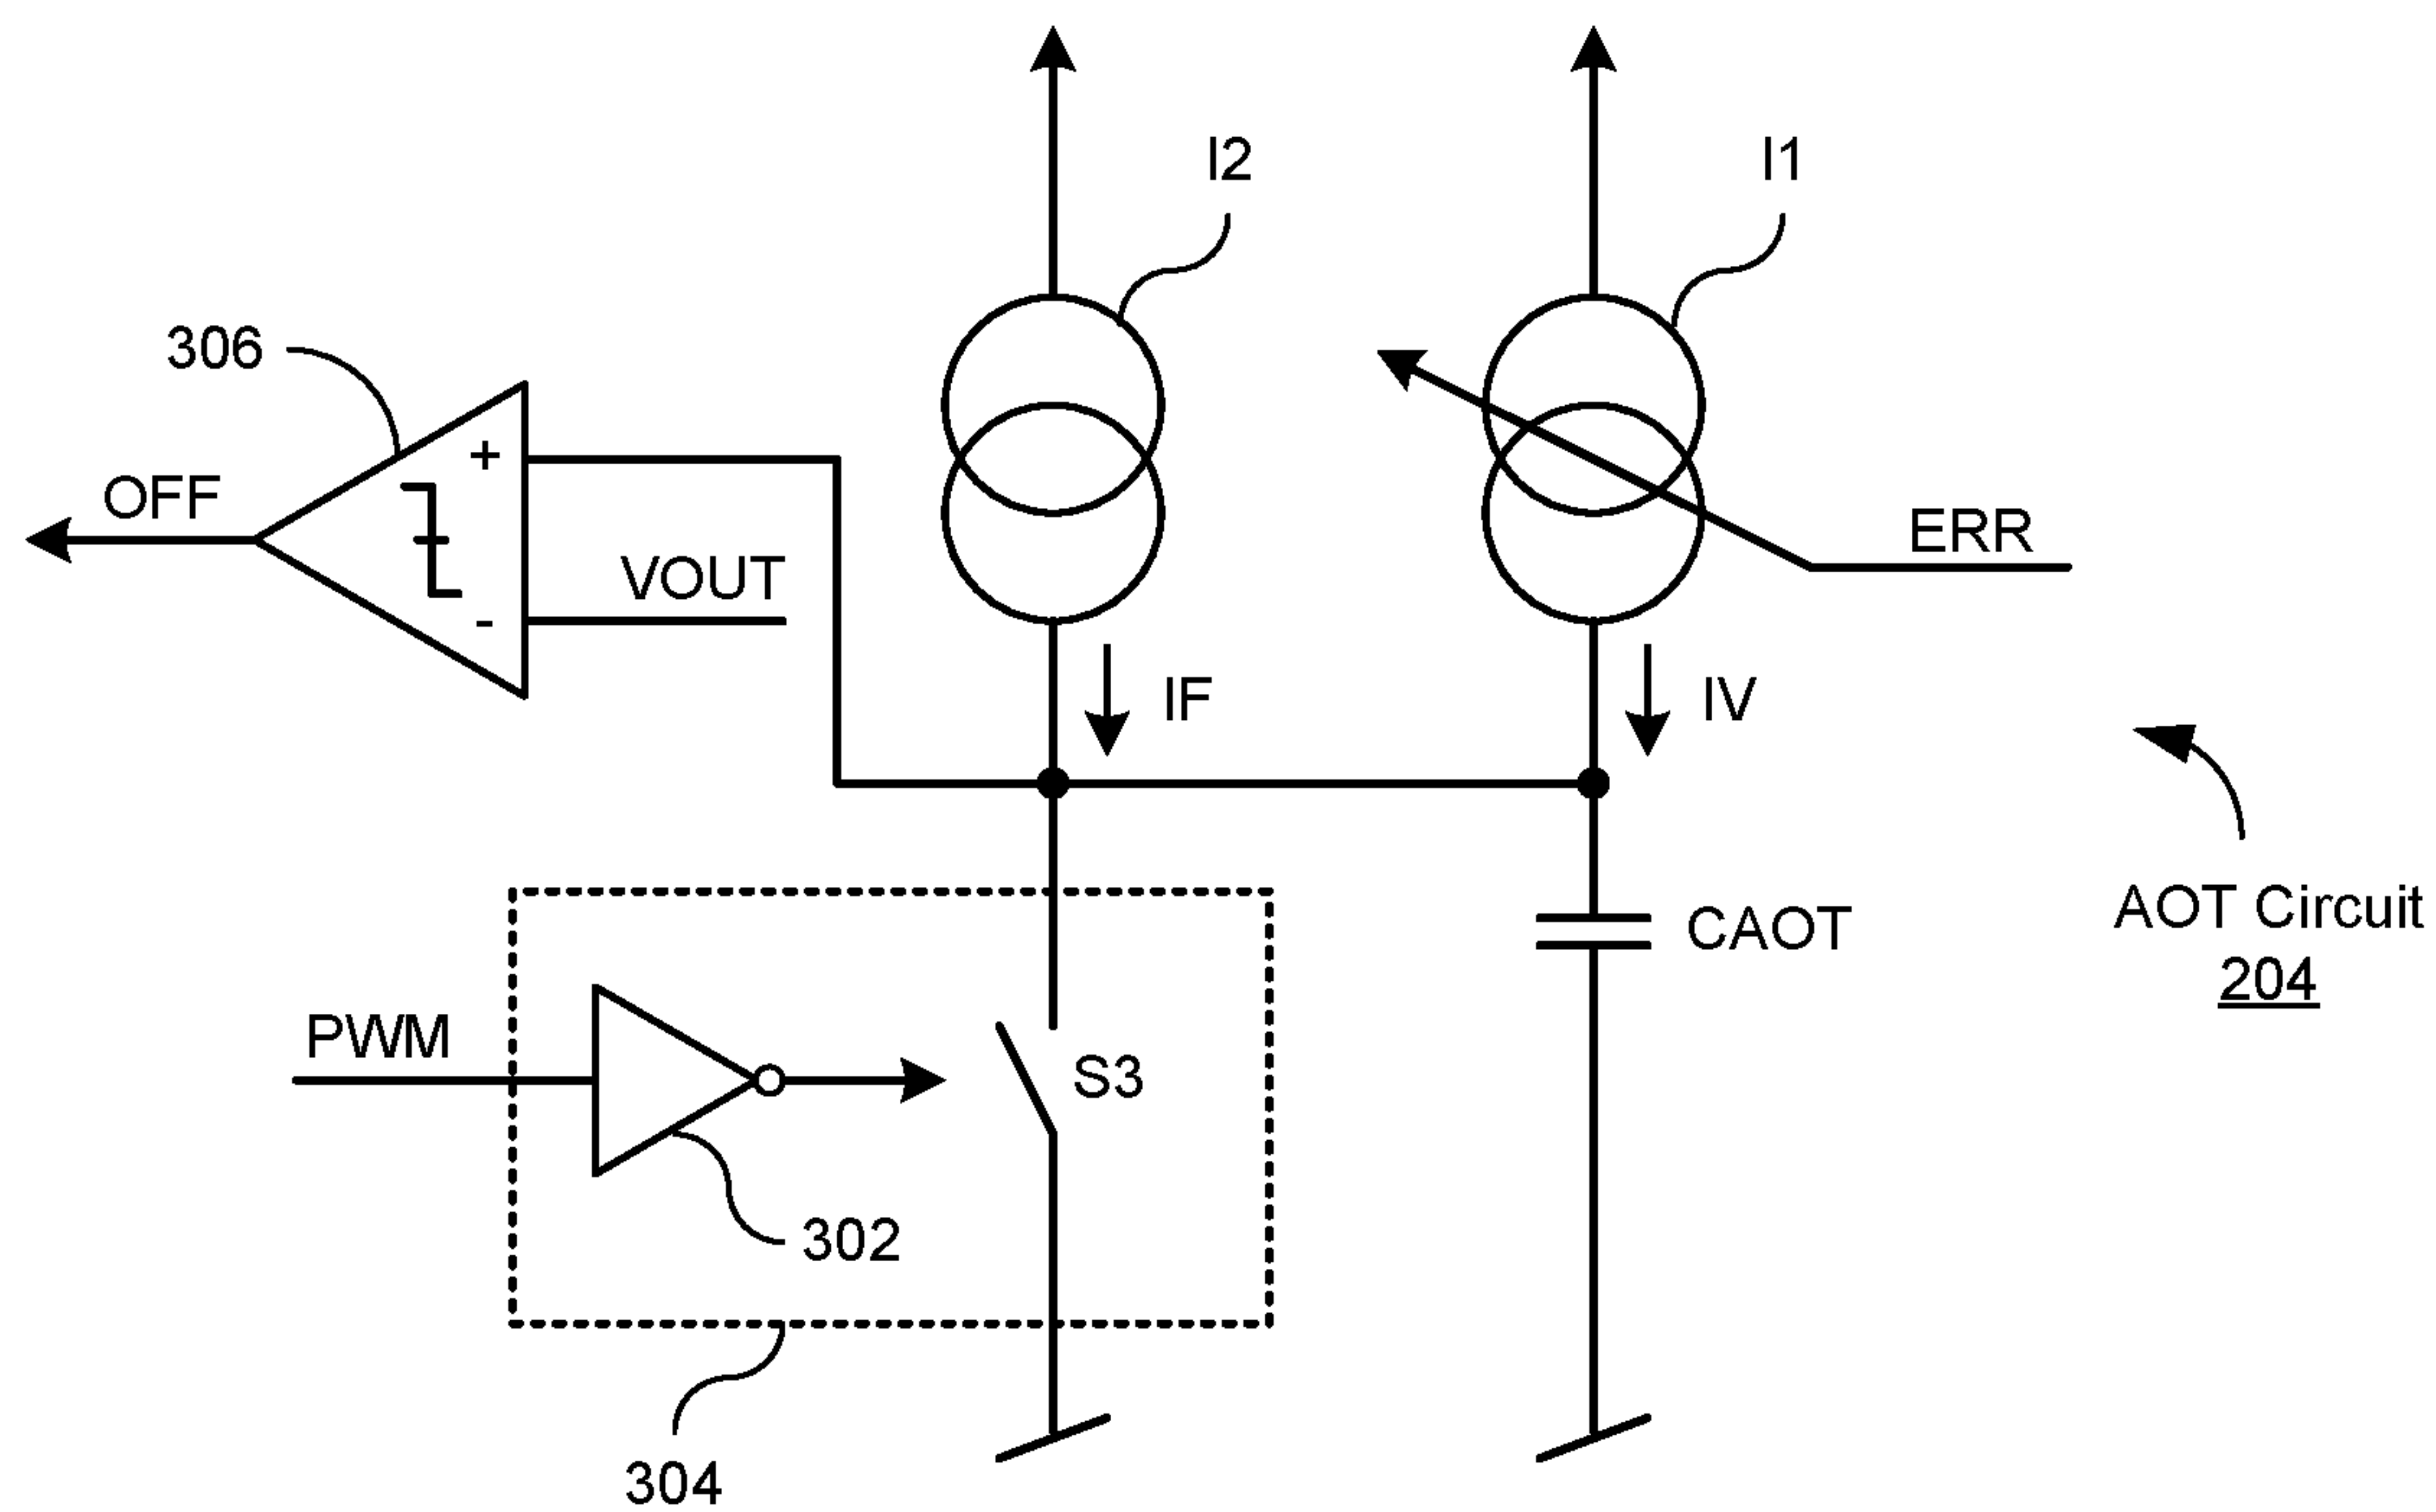 I2
I1
306
+
OFF
ERR
VOUT
-
IF
IV
AOT Circuit
204
CAOT
PWM
S3
302
304